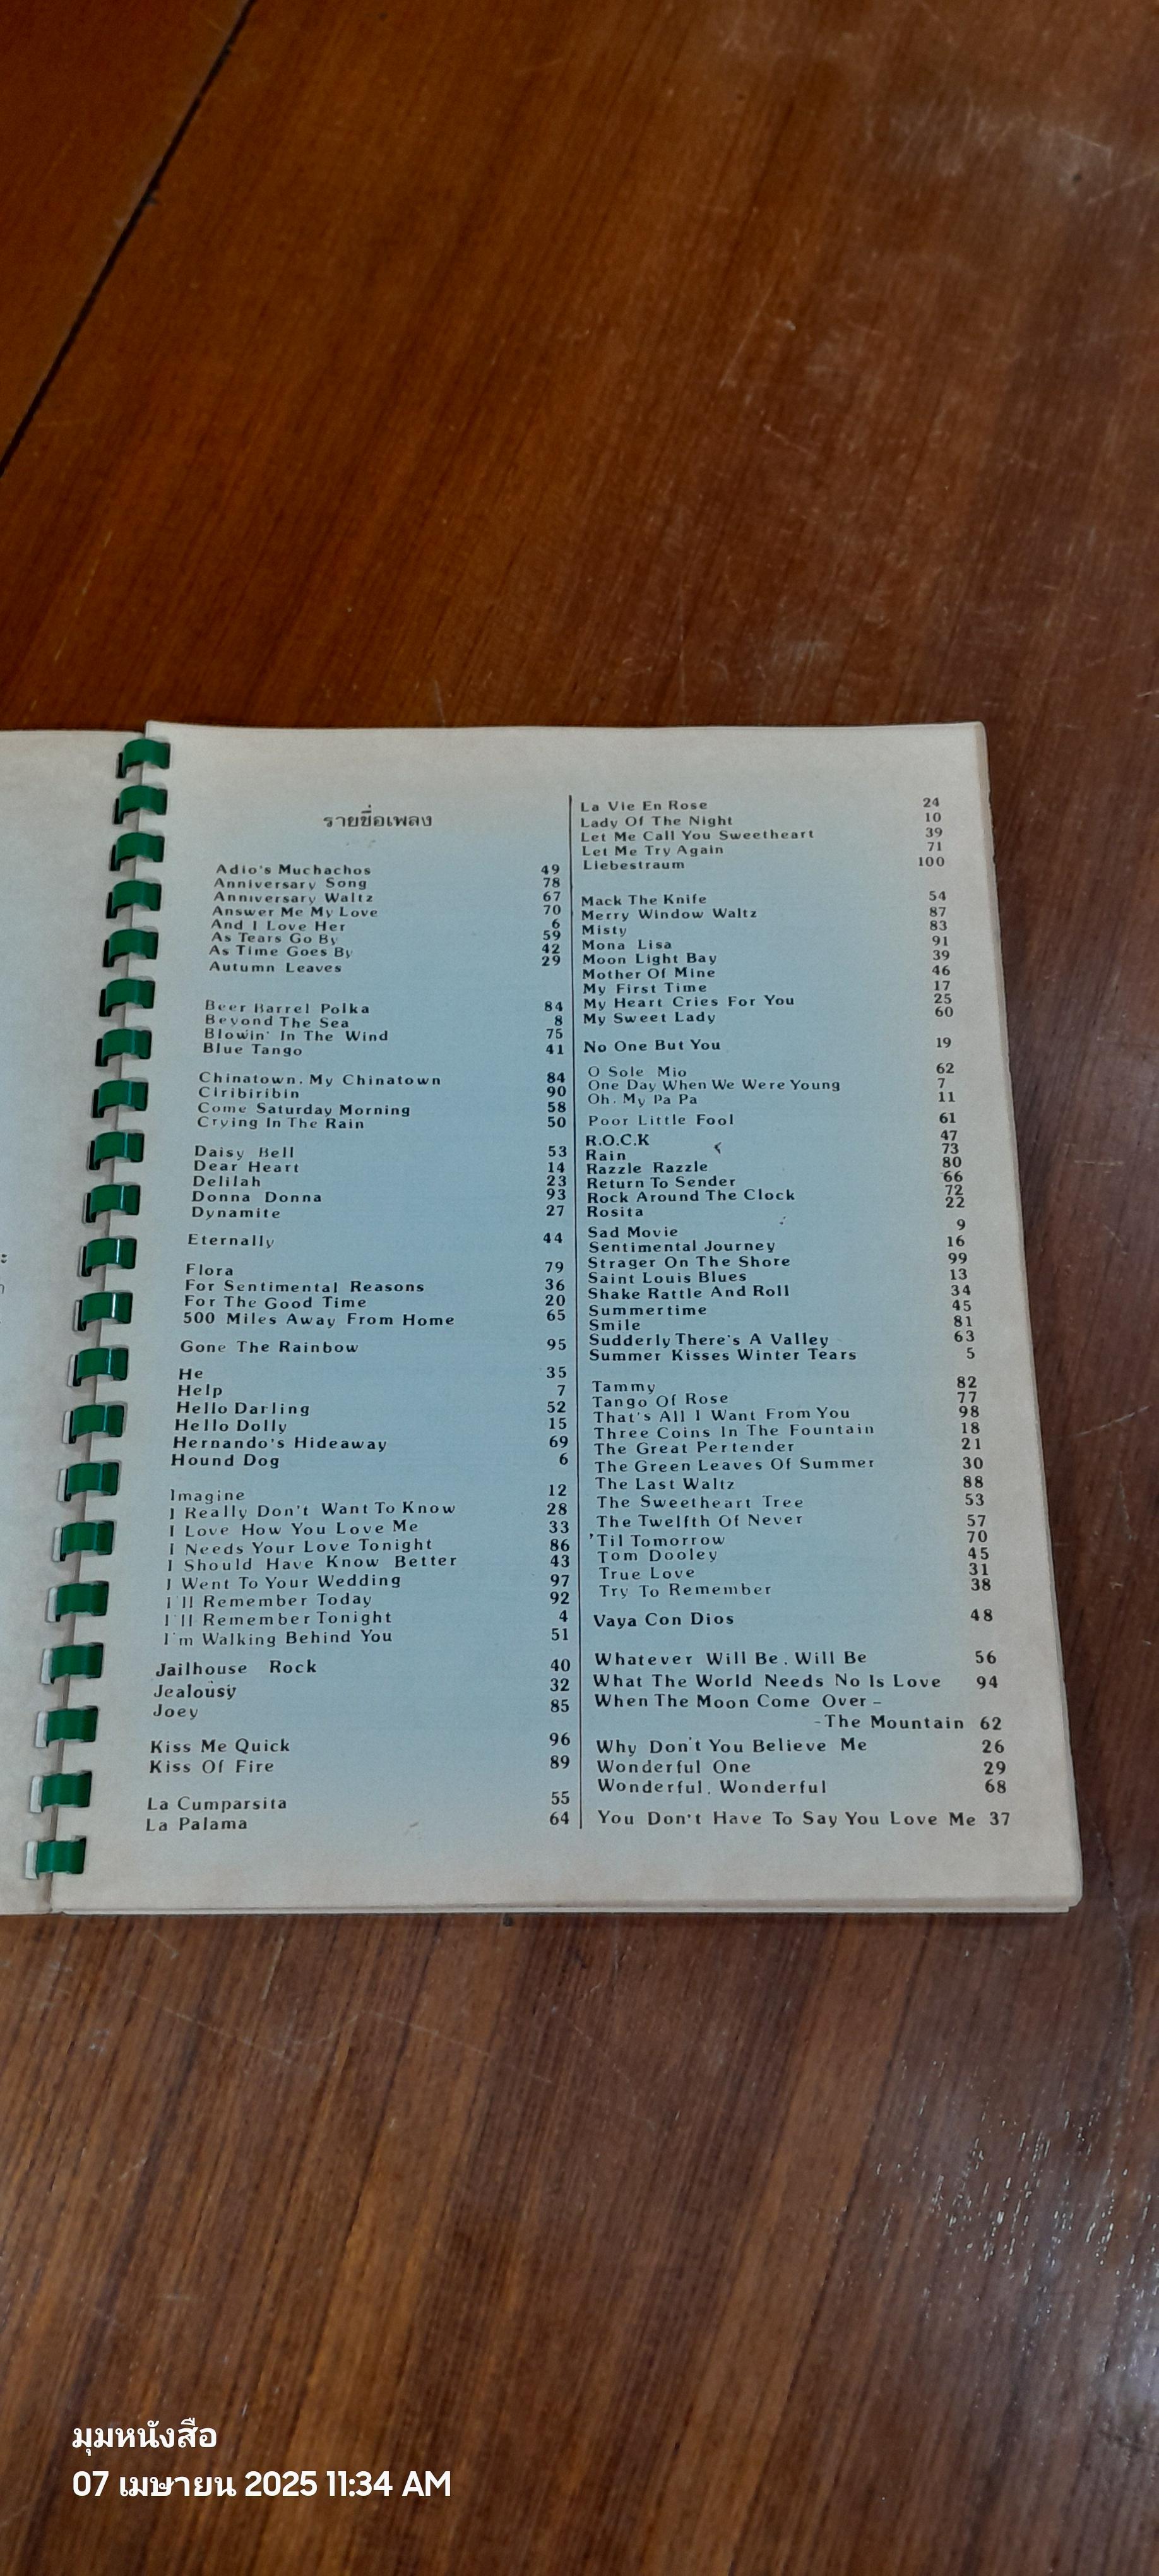 รายชื่อเพลง
Adio's Muchachos 49
Anniversary Song 78
Anniversary Waltz 67
Answer Me My Love 70
And I Love Her 6
As Tears Go By 59
As Time Goes By 42
Autumn Leaves 29
Beer Barrel Polka 84
Beyond The Sea 8
Blowin' In The Wind 75
Blue Tango 41
Chinatown, My Chinatown 84
Ciribiribin 90
Come Saturday Morning 58
Crying In The Rain 50
Daisy Bell 53
Dear Heart 14
Delilah 23
Donna Donna 93
Dynamite 27
Eternally 44
Flora 79
For Sentimental Reasons 36
For The Good Time 20
500 Miles Away From Home 65
Gone The Rainbow 95
He 35
Help 7
Hello Darling 52
Hello Dolly 15
Hernando's Hideaway 69
Hound Dog 6
Imagine 12
I Really Don't Want To Know 28
I Love How You Love Me 33
I Needs Your Love Tonight 86
I Should Have Know Better 43
I Went To Your Wedding 97
I'll Remember Today 92
I'll Remember Tonight 4
I'm Walking Behind You 51
Jailhouse Rock 40
Jealousy 32
Joey 85
Kiss Me Quick 96
Kiss Of Fire 89
La Cumparsita 55
La Palama 64
La Vie En Rose 24
Lady Of The Night 10
Let Me Call You Sweetheart 39
Let Me Try Again 71
Liebestraum 100
Mack The Knife 54
Merry Window Waltz 87
Misty 83
Mona Lisa 91
Moon Light Bay 39
Mother Of Mine 46
My First Time 17
My Heart Cries For You 25
My Sweet Lady 60
No One But You 19
O Sole Mio 62
One Day When We Were Young 7
Oh, My Pa Pa 11
Poor Little Fool 61
R.O.C.K 47
Rain 73
Razzle Razzle 80
Return To Sender 66
Rock Around The Clock 72
Rosita 22
Sad Movie 9
Sentimental Journey 16
Strager On The Shore 99
Saint Louis Blues 13
Shake Rattle And Roll 34
Summertime 45
Smile 81
Sudderly There's A Valley 63
Summer Kisses Winter Tears 5
Tammy 82
Tango Of Rose 77
That's All I Want From You 98
Three Coins In The Fountain 18
The Great Pertender 21
The Green Leaves Of Summer 30
The Last Waltz 88
The Sweetheart Tree 53
The Twelfth Of Never 57
'Til Tomorrow 70
Tom Dooley 45
True Love 31
Try To Remember 38
Vaya Con Dios 48
Whatever Will Be, Will Be 56
What The World Needs No Is Love 94
When The Moon Come Over -
-The Mountain 62
Why Don't You Believe Me 26
Wonderful One 29
Wonderful, Wonderful 68
You Don't Have To Say You Love Me 37
มุมหนังสือ
07 เมษายน 2025 11:34 AM